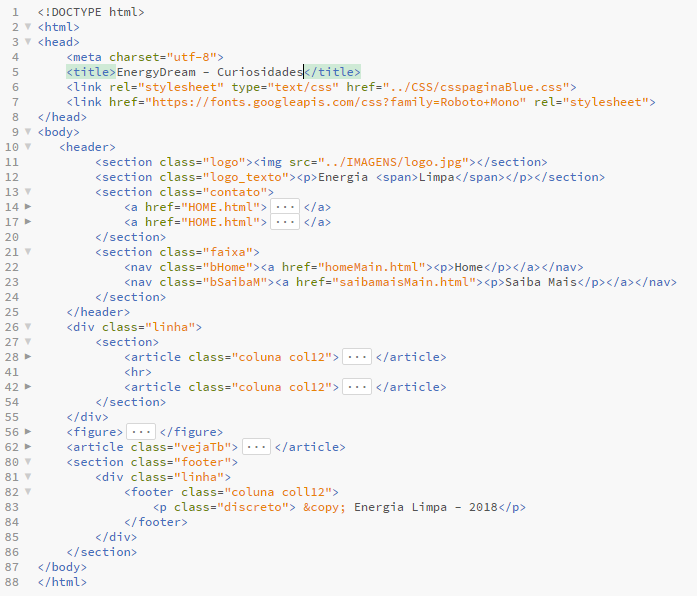 1 <!DOCTYPE html>
2 <html>
3 <head>
4 <meta charset="utf-8">
5 <title>EnergyDream – Curiosidades</title>
6 <link rel="stylesheet" type="text/css" href="../CSS/csspaginaBlue.css">
7 <link href="https://fonts.googleapis.com/css?family=Roboto+Mono" rel="stylesheet">
8 </head>
9 <body>
10 <header>
11 <section class="logo"><img src="../IMAGENS/logo.jpg"></section>
12 <section class="logo_texto"><p>Energia <span>Limpa</span></p></section>
13 <section class="contato">
14 <a href="HOME.html"> ... </a>
17 <a href="HOME.html"> ... </a>
20 </section>
21 <section class="faixa">
22 <nav class="bHome"><a href="homeMain.html"><p>Home</p></a></nav>
23 <nav class="bSaibaM"><a href="saibamaisMain.html"><p>Saiba Mais</p></a></nav>
24 </section>
25 </header>
26 <div class="linha">
27 <section>
28 <article class="coluna col12"> ... </article>
41 <hr>
42 <article class="coluna col12"> ... </article>
54 </section>
55 </div>
56 <figure> ... </figure>
62 <article class="vejaTb"> ... </article>
80 <section class="footer">
81 <div class="linha">
82 <footer class="coluna coll12">
83 <p class="discreto"> &copy; Energia Limpa – 2018</p>
84 </footer>
85 </div>
86 </section>
87 </body>
88 </html>